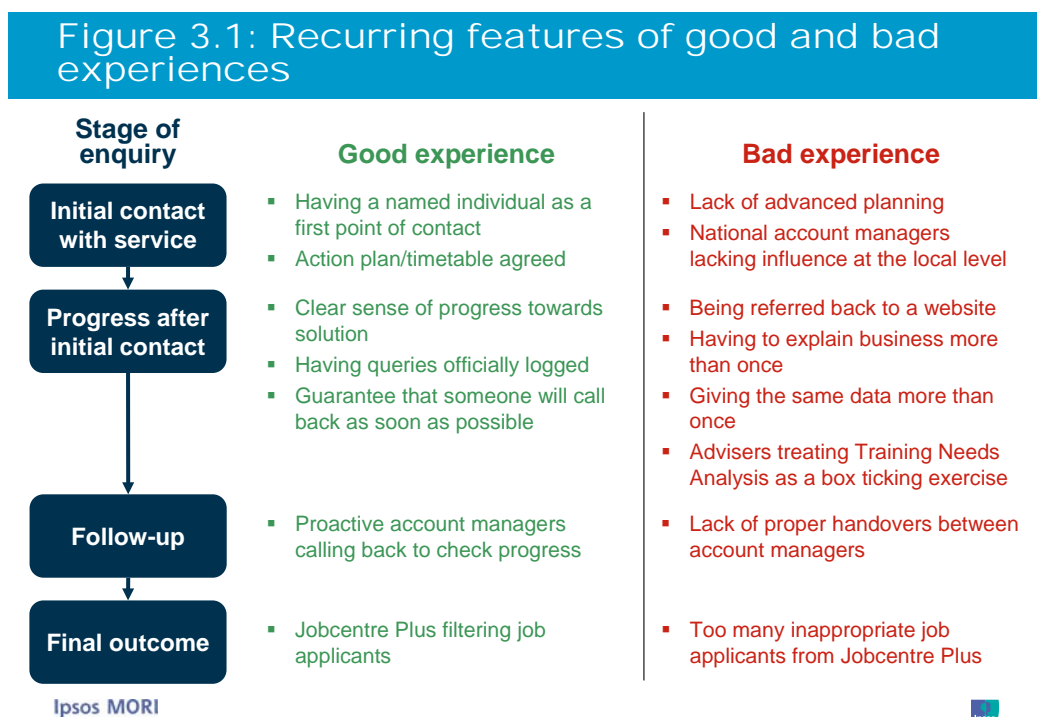 Figure 3.1: Recurring features of good and bad
experiences
Stage of
enquiry
Good experience
Bad experience
Initial contact
with service
▪ Having a named individual as a
first point of contact
▪ Action plan/timetable agreed
▪ Lack of advanced planning
▪ National account managers
lacking influence at the local level
Progress after
initial contact
▪ Clear sense of progress towards
solution
▪ Having queries officially logged
▪ Guarantee that someone will call
back as soon as possible
▪ Being referred back to a website
▪ Having to explain business more
than once
▪ Giving the same data more than
once
▪ Advisers treating Training Needs
Analysis as a box ticking exercise
Follow-up
▪ Proactive account managers
calling back to check progress
▪ Lack of proper handovers between
account managers
Final outcome
▪ Jobcentre Plus filtering job
applicants
▪ Too many inappropriate job
applicants from Jobcentre Plus
Ipsos MORI